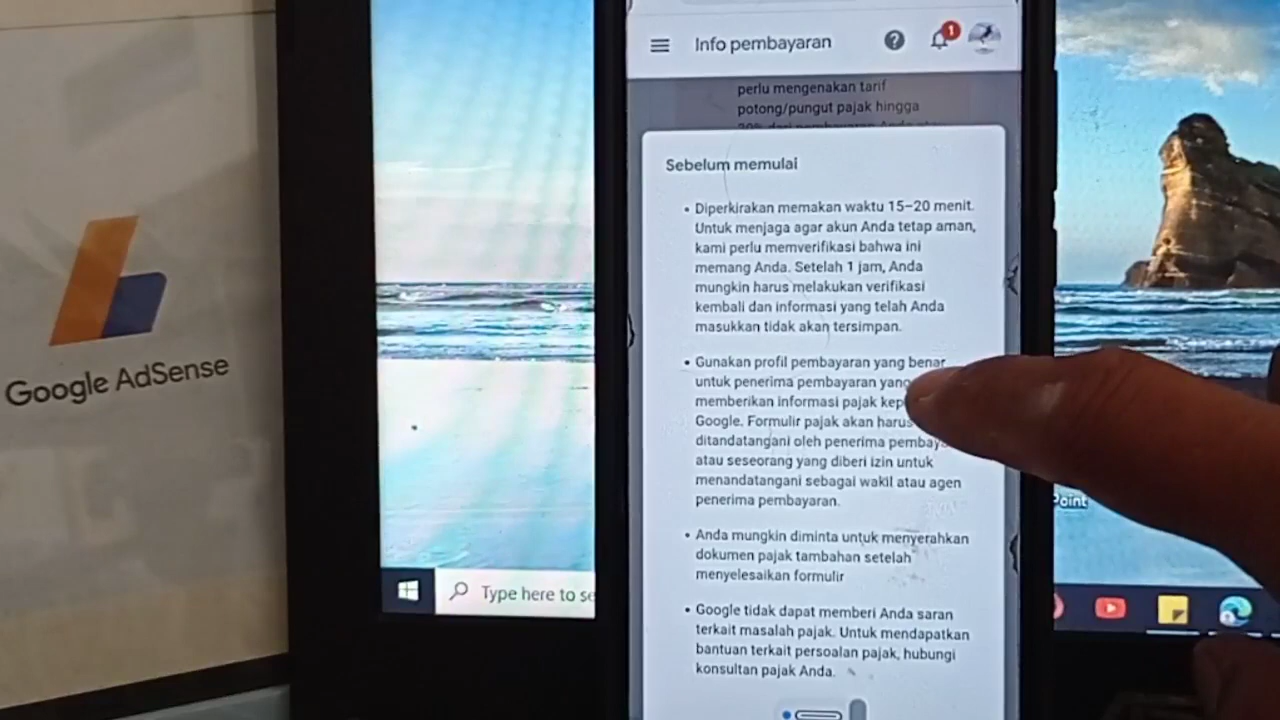 Google AdSense
Type here to se
Info pembayaran
1
perlu mengenakan tarif
potong/pungut pajak hingga
Sebelum memulai
• Diperkirakan memakan waktu 15–20 menit.
Untuk menjaga agar akun Anda tetap aman,
kami perlu memverifikasi bahwa ini
memang Anda. Setelah 1 jam, Anda
mungkin harus melakukan verifikasi
kembali dan informasi yang telah Anda
masukkan tidak akan tersimpan.
• Gunakan profil pembayaran yang benar
untuk penerima pembayaran yang
memberikan informasi pajak kep
Google. Formulir pajak akan harus
ditandatangani oleh penerima pembay
atau seseorang yang diberi izin untuk
menandatangani sebagai wakil atau agen
penerima pembayaran.
• Anda mungkin diminta untuk menyerahkan
dokumen pajak tambahan setelah
menyelesaikan formulir
• Google tidak dapat memberi Anda saran
terkait masalah pajak. Untuk mendapatkan
bantuan terkait persoalan pajak, hubungi
konsultan pajak Anda.
Point